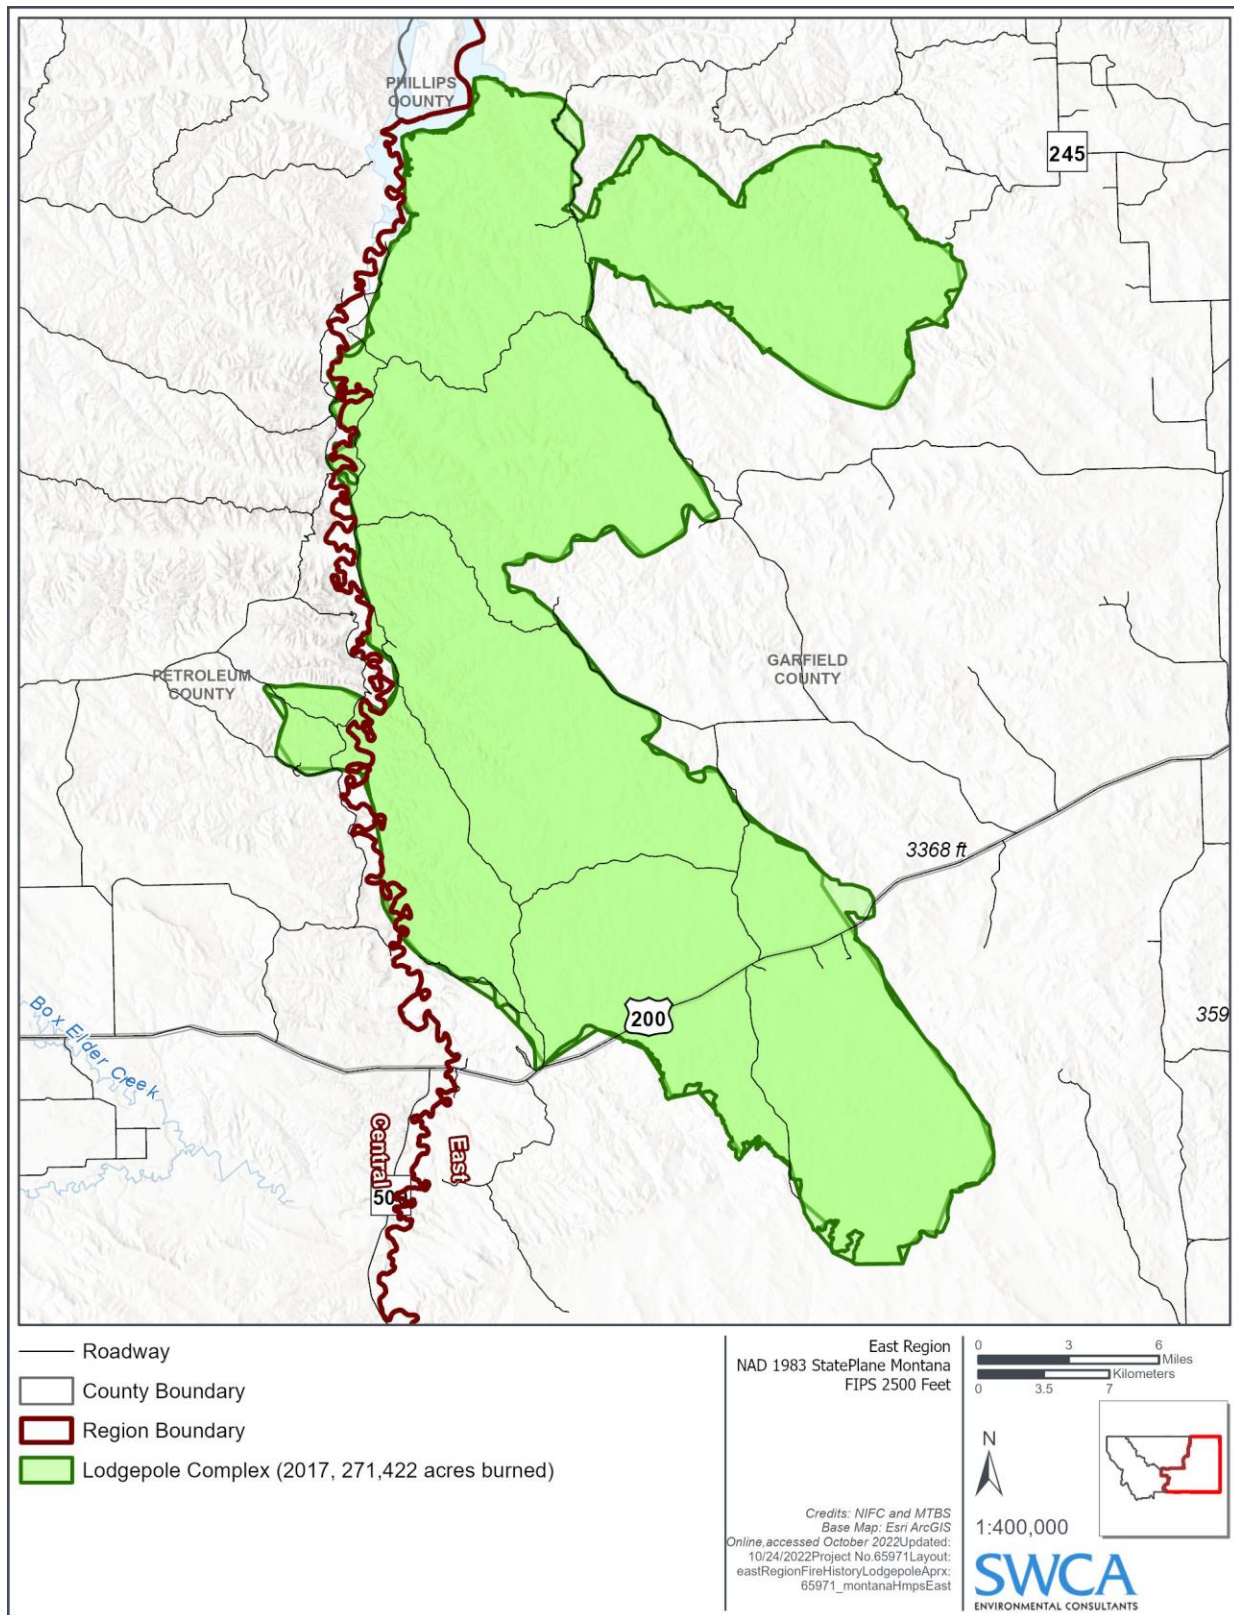 PHILLIPS
COUNTY
245
PETROLEUM
COUNTY
GARFIELD
COUNTY
3368 ft
200
359
Box Elder Creek
Central
East
50
Roadway
County Boundary
Region Boundary
Lodgepole Complex (2017, 271,422 acres burned)
East Region
NAD 1983 StatePlane Montana
FIPS 2500 Feet
0 3 6
Miles
Kilometers
0 3.5 7
N
1:400,000
Credits: NIFC and MTBS
Base Map: Esri ArcGIS
Online,accessed October 2022Updated:
10/24/2022Project No.65971Layout:
eastRegionFireHistoryLodgepoleAprx:
65971_montanaHmpsEast
SWCA
ENVIRONMENTAL CONSULTANTS